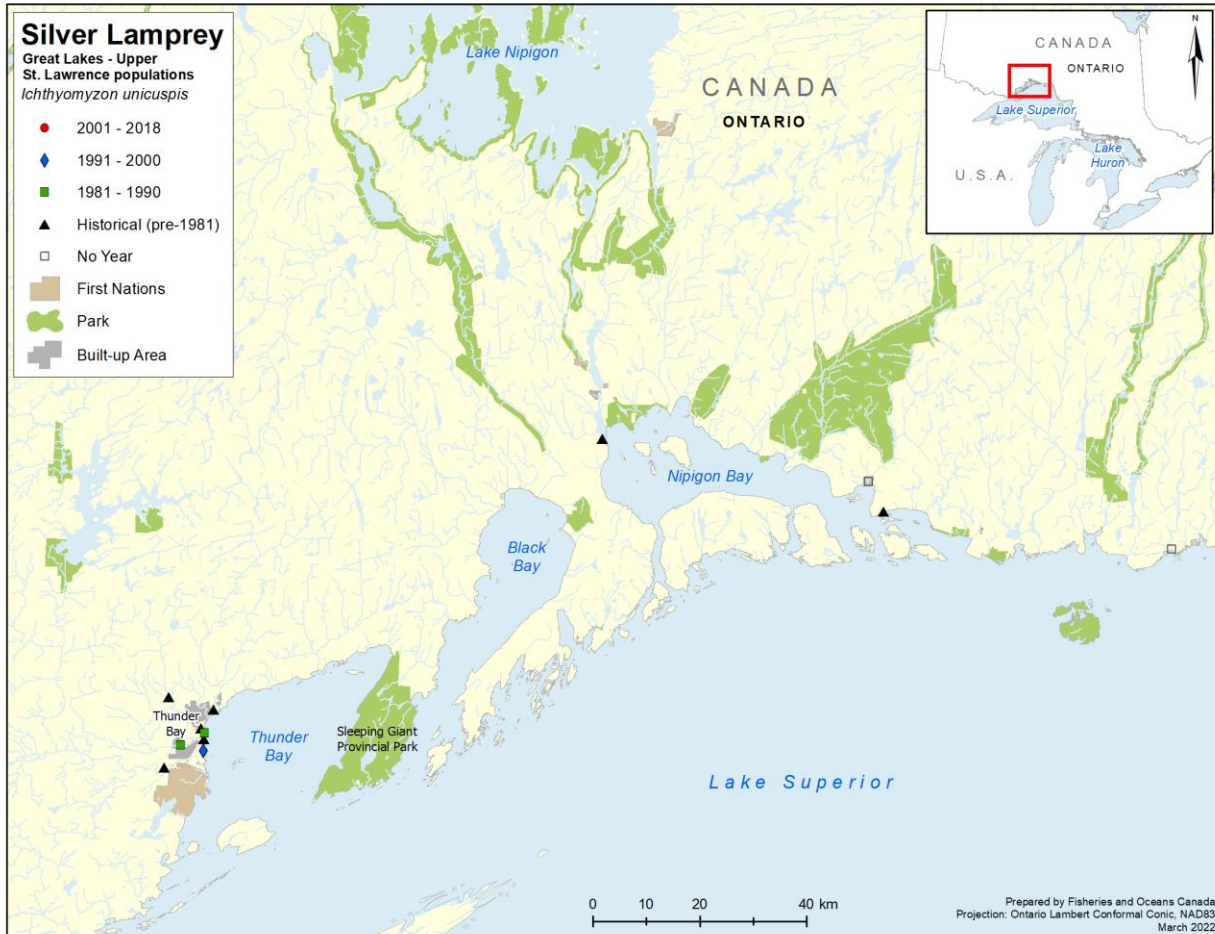 Silver Lamprey
Great Lakes - Upper
St. Lawrence populations
Ichthyomyzon unicuspis
2001 - 2018
1991 - 2000
1981 - 1990
Historical (pre-1981)
No Year
First Nations
Park
Built-up Area
Lake Nipigon
CANADA
ONTARIO
N
CANADA
ONTARIO
Lake Superior
Lake
Huron
U.S.A.
Nipigon Bay
Black
Bay
Thunder
Bay
Thunder
Bay
Sleeping Giant
Provincial Park
Lake Superior
0 10 20 40 km
Prepared by Fisheries and Oceans Canada
Projection: Ontario Lambert Conformal Conic, NAD83
March 2022